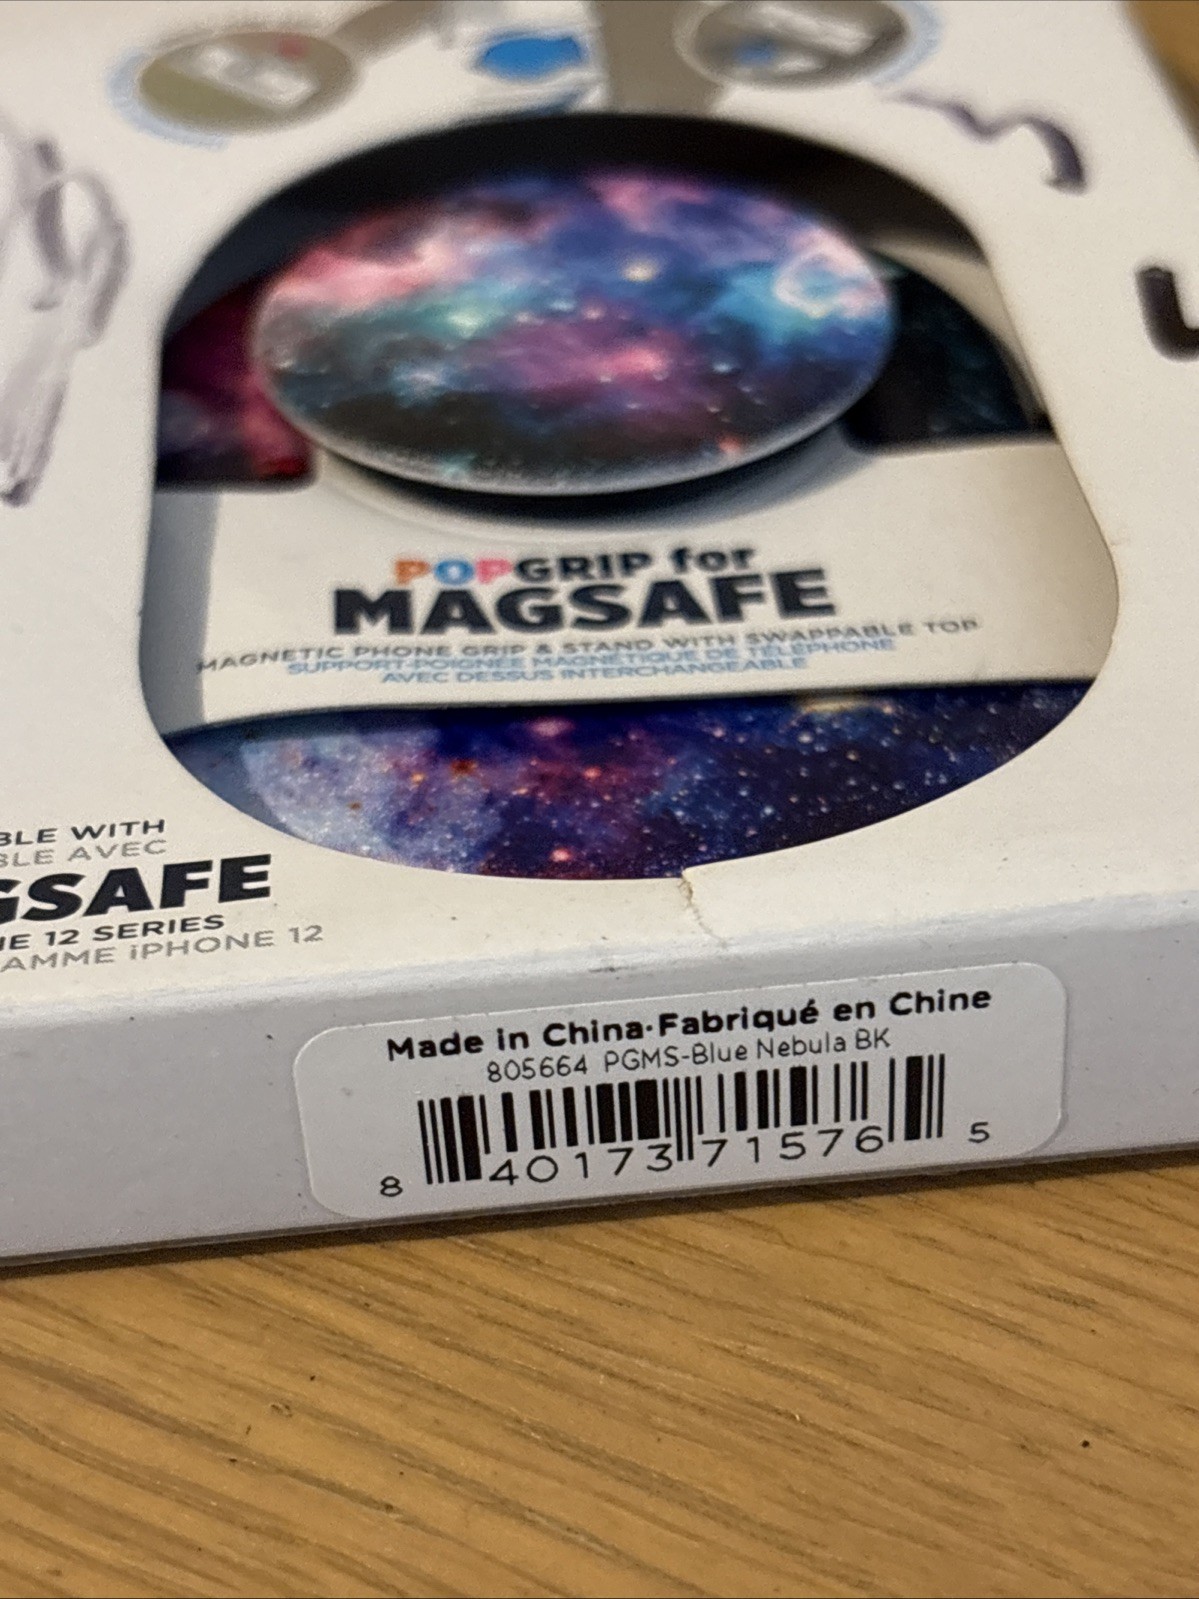 POPGRIP for
MAGSAFE
MAGNETIC PHONE GRIP & STAND WITH SWAPPABLE TOP
SUPPORT-POIGNÉE MAGNÉTIQUE DE TÉLÉPHONE
AVEC DESSUS INTERCHANGEABLE
BLE WITH
BLE AVEC
GSAFE
NE 12 SERIES
AMME iPHONE 12
Made in China·Fabriqué en Chine
805664 PGMS-Blue Nebula BK
8 40173 71576 5